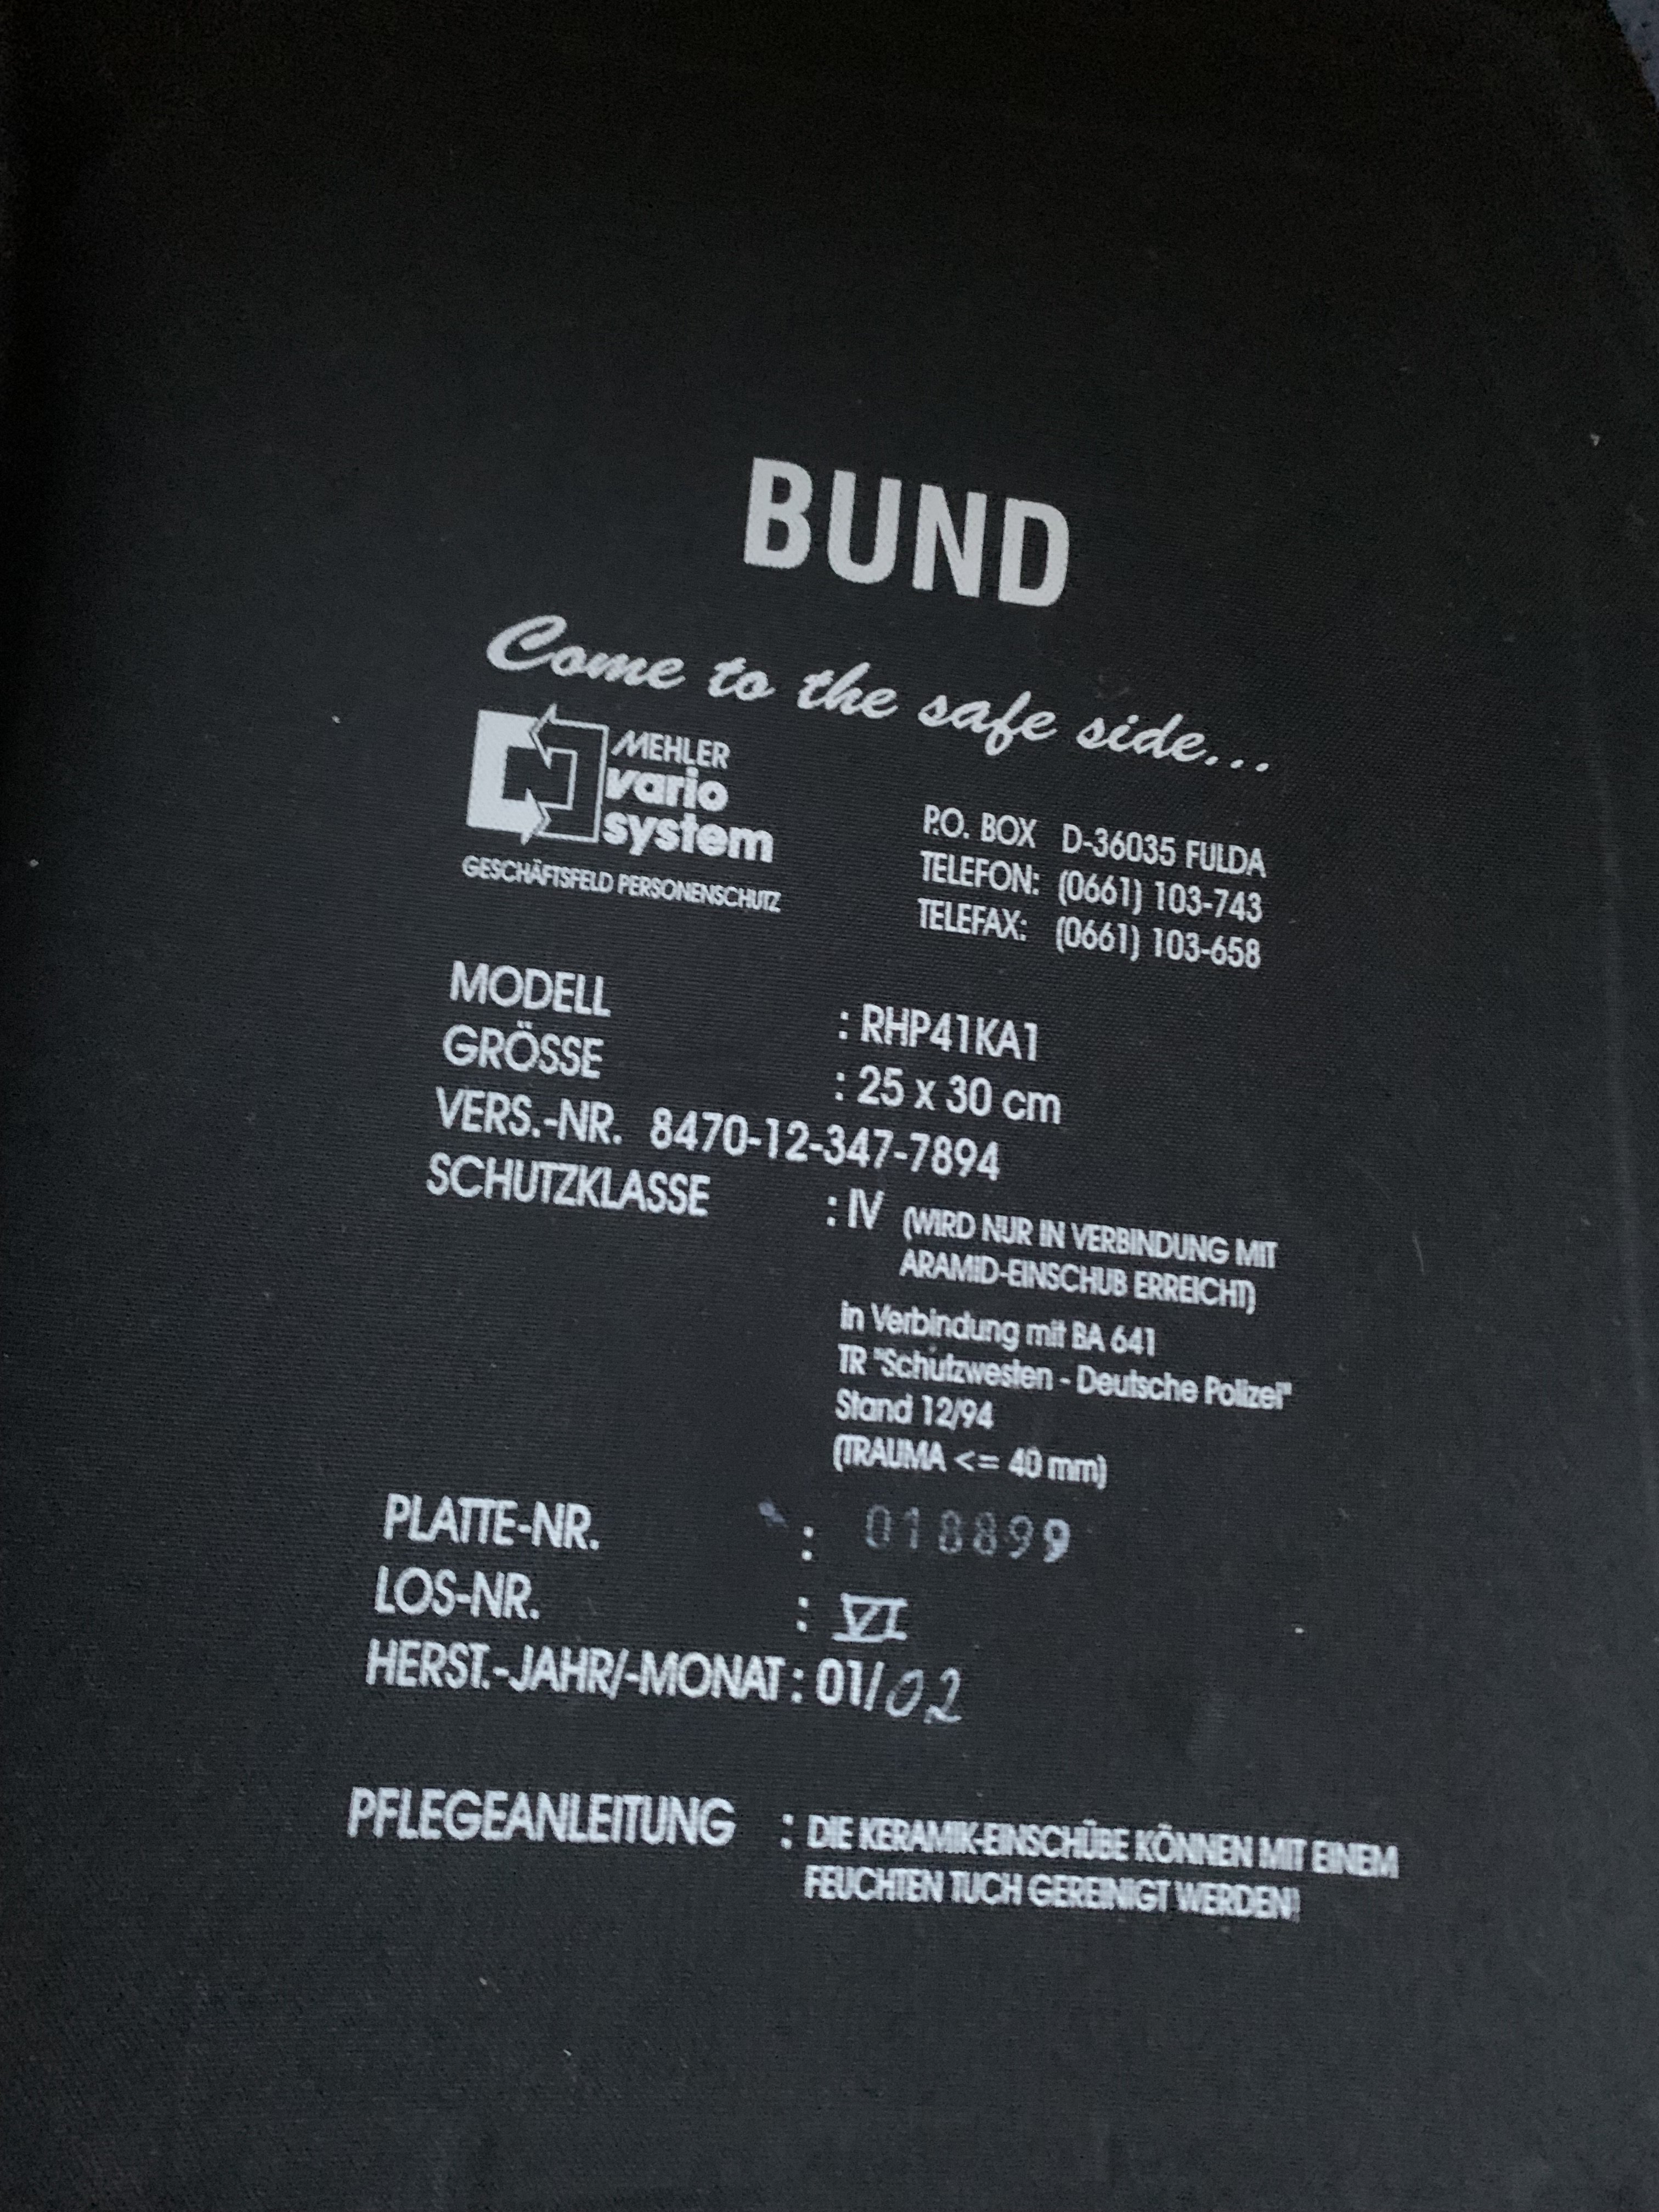 BUND
Come to the safe side...
MEHLER
vario
system
GESCHÄFTSFELD PERSONENSCHUTZ
P.O. BOX D-36035 FULDA
TELEFON: (0661) 103-743
TELEFAX: (0661) 103-658
MODELL : RHP41KA1
GRÖSSE : 25 x 30 cm
VERS.-NR. 8470-12-347-7894
SCHUTZKLASSE : IV (WIRD NUR IN VERBINDUNG MIT
ARAMID-EINSCHUB ERREICHT)
in Verbindung mit BA 641
TR "Schutzwesten - Deutsche Polizei"
Stand 12/94
(TRAUMA <= 40 mm)
PLATTE-NR. : 018899
LOS-NR. : VI
HERST.-JAHR/-MONAT : 01/02
PFLEGEANLEITUNG : DIE KERAMIK-EINSCHÜBE KÖNNEN MIT EINEM
FEUCHTEN TUCH GEREINIGT WERDEN!